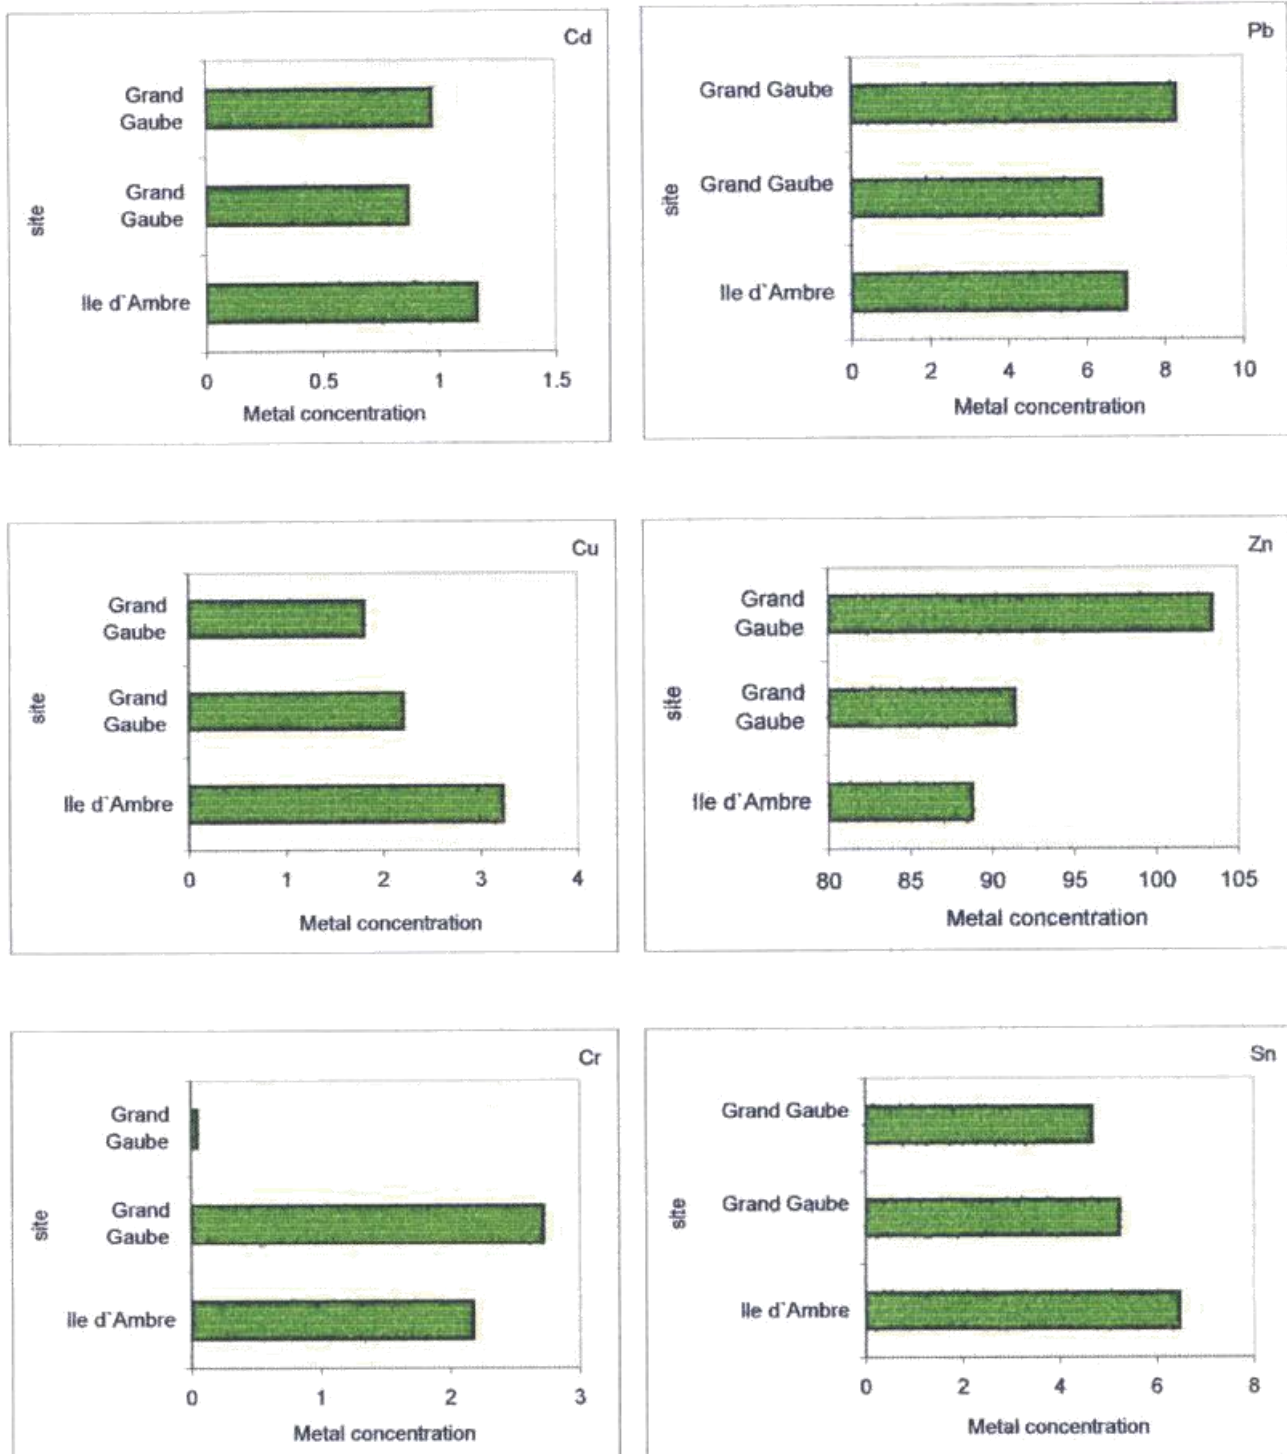 Cd
Grand
Gaube
Grand
Gaube
Ile d`Ambre
site
0 0.5 1 1.5
Metal concentration
Pb
Grand Gaube
Grand Gaube
Ile d`Ambre
site
0 2 4 6 8 10
Metal concentration
Cu
Grand
Gaube
Grand
Gaube
Ile d`Ambre
site
0 1 2 3 4
Metal concentration
Zn
Grand
Gaube
Grand
Gaube
Ile d`Ambre
site
80 85 90 95 100 105
Metal concentration
Cr
Grand
Gaube
Grand
Gaube
Ile d`Ambre
site
0 1 2 3
Metal concentration
Sn
Grand Gaube
Grand Gaube
Ile d`Ambre
site
0 2 4 6 8
Metal concentration